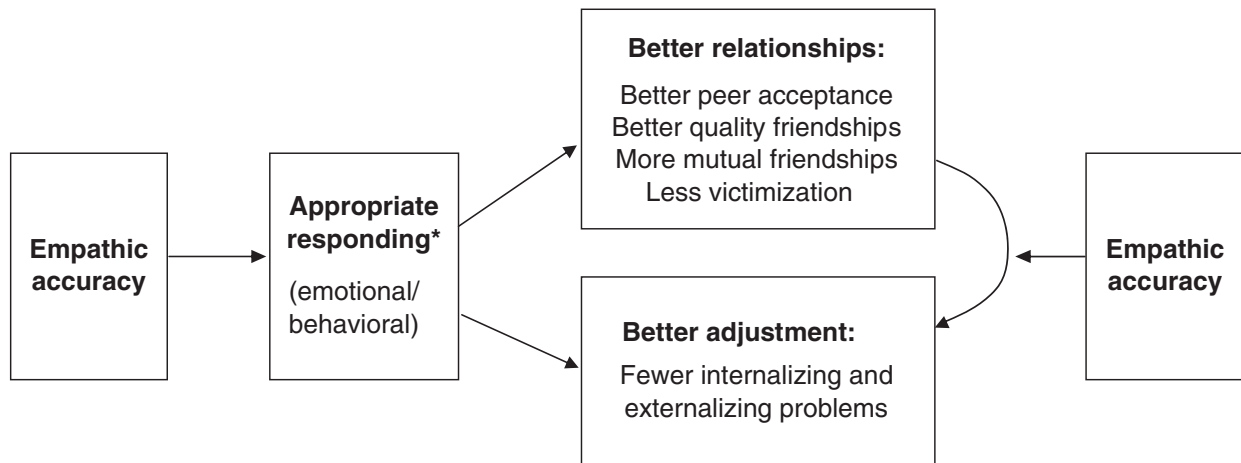 Empathic
accuracy
Appropriate
responding*
(emotional/
behavioral)
Better relationships:
Better peer acceptance
Better quality friendships
More mutual friendships
Less victimization
Better adjustment:
Fewer internalizing and
externalizing problems
Empathic
accuracy